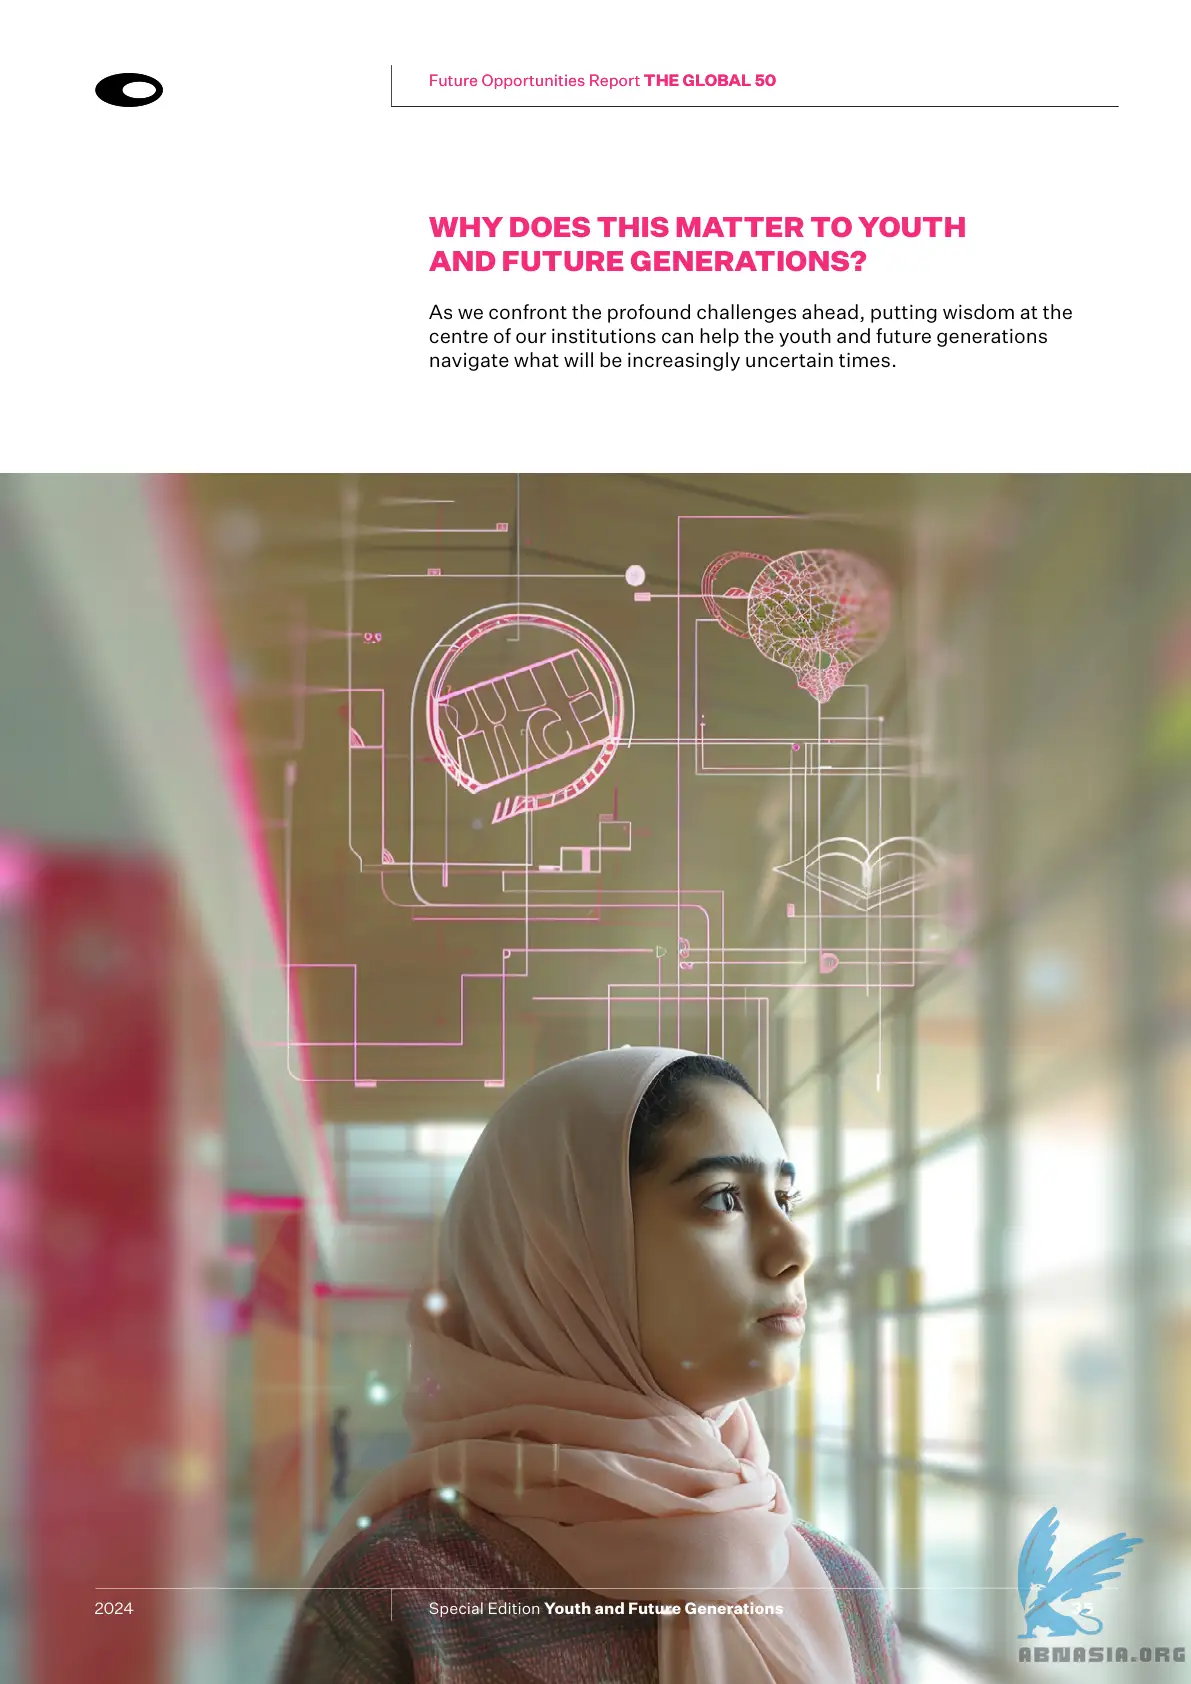 Future Opportunities Report THE GLOBAL 50
WHY DOES THIS MATTER TO YOUTH
AND FUTURE GENERATIONS?
As we confront the profound challenges ahead, putting wisdom at the
centre of our institutions can help the youth and future generations
navigate what will be increasingly uncertain times.
2024
Special Edition Youth and Future Generations
35
ABNASIA.ORG